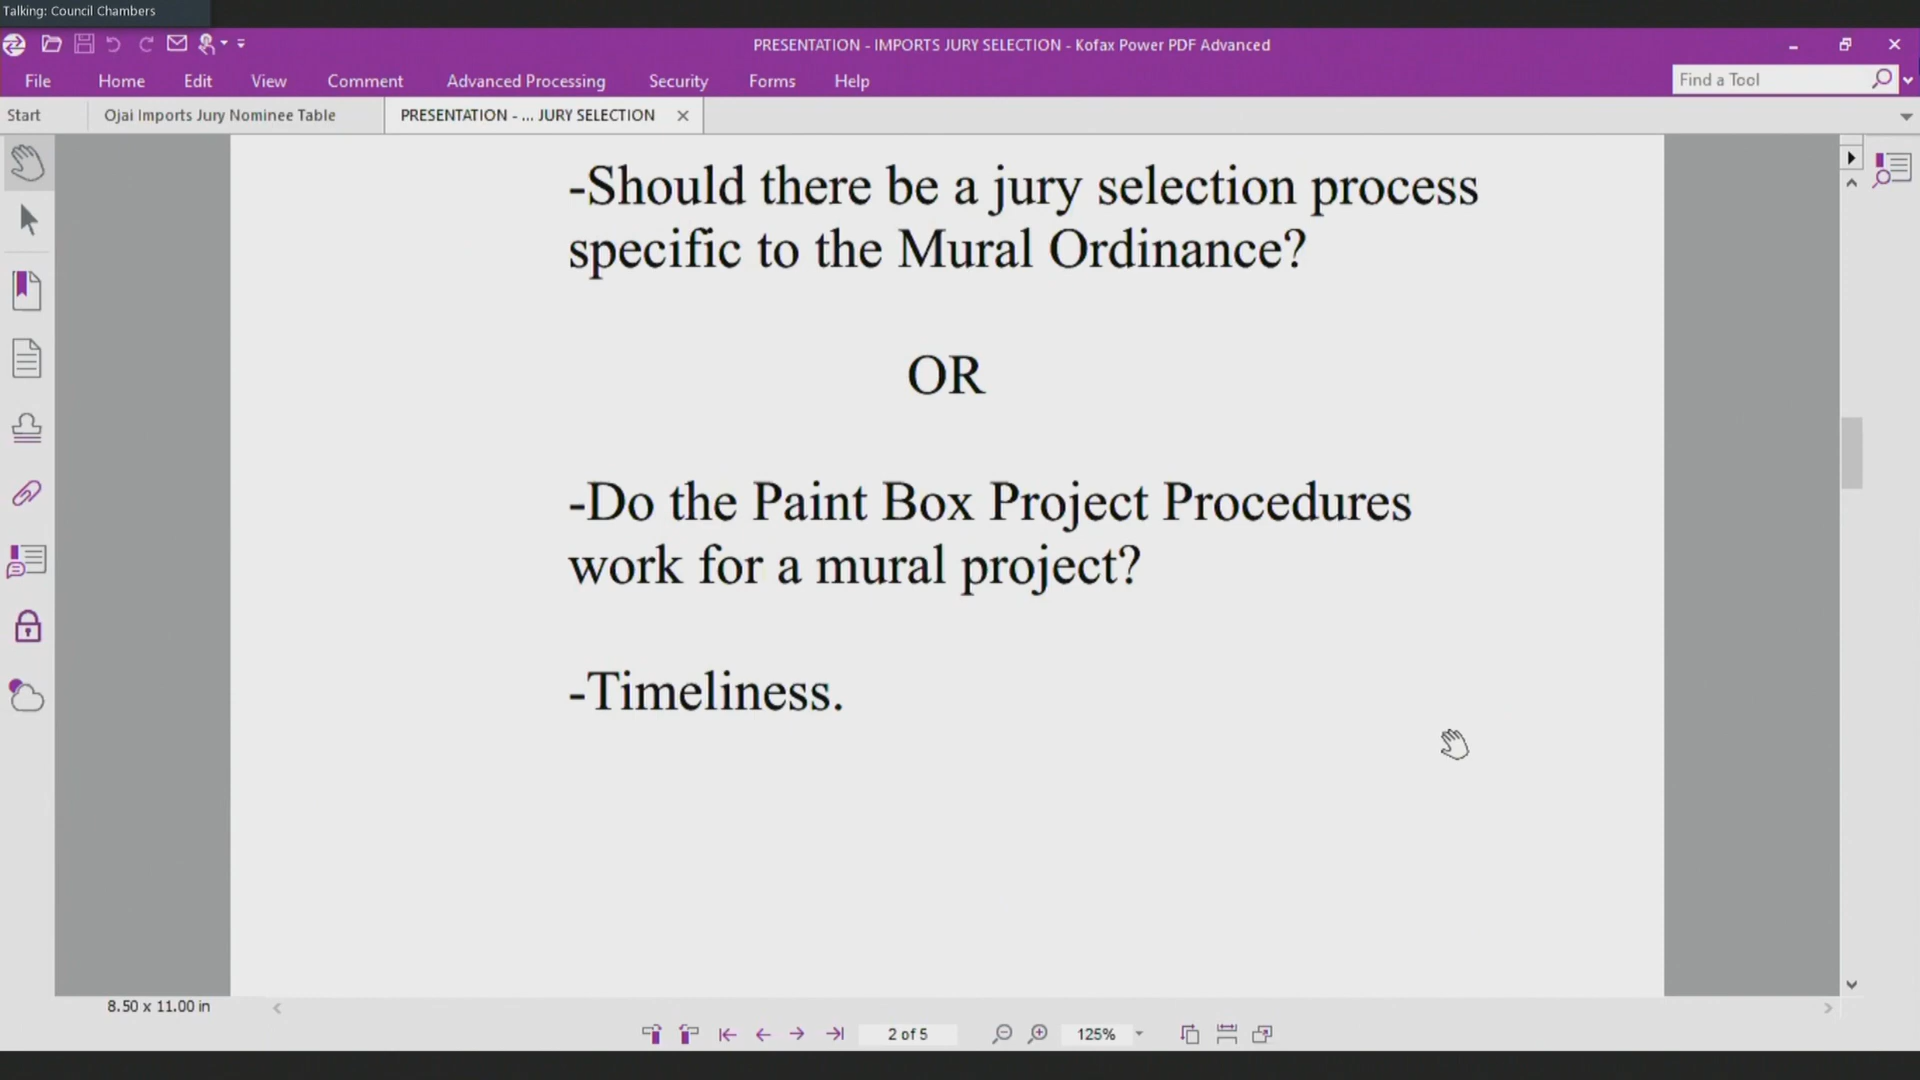 Talking: Council Chambers
PRESENTATION - IMPORTS JURY SELECTION - Kofax Power PDF Advanced
File Home Edit View Comment Advanced Processing Security Forms Help Find a Tool
Start Ojai Imports Jury Nominee Table PRESENTATION - ... JURY SELECTION
-Should there be a jury selection process
specific to the Mural Ordinance?
OR
-Do the Paint Box Project Procedures
work for a mural project?
-Timeliness.
8.50 x 11.00 in
2 of 5 125%